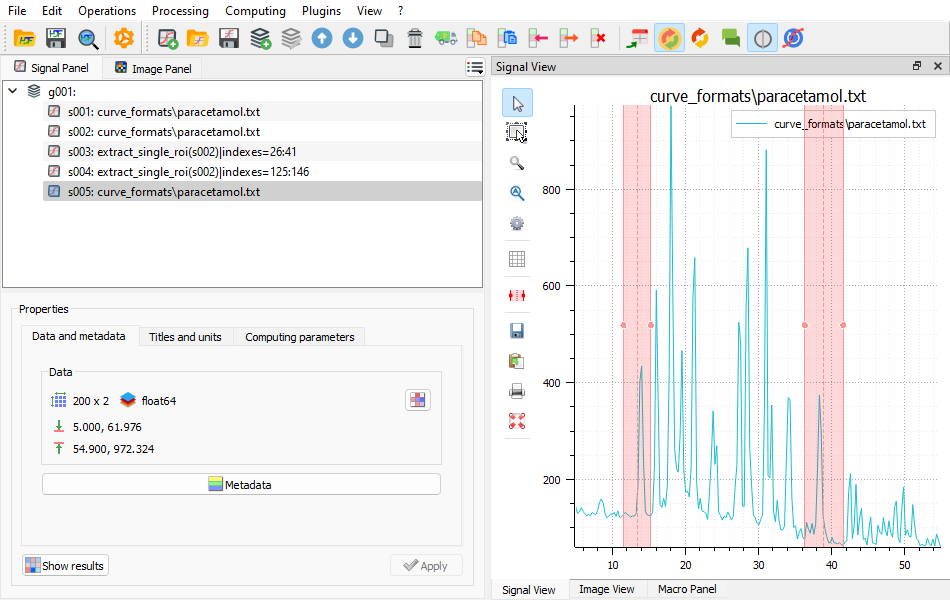 File Edit Operations Processing Computing Plugins View ?
Signal Panel
Image Panel
Signal View
g001:
s001: curve_formats\paracetamol.txt
s002: curve_formats\paracetamol.txt
s003: extract_single_roi(s002)|indexes=26:41
s004: extract_single_roi(s002)|indexes=125:146
s005: curve_formats\paracetamol.txt
Properties
Data and metadata
Titles and units
Computing parameters
Data
200 x 2
float64
5.000, 61.976
54.900, 972.324
Metadata
Show results
Apply
curve_formats\paracetamol.txt
curve_formats\paracetamol.txt
800
600
400
200
10 20 30 40 50
Signal View
Image View
Macro Panel